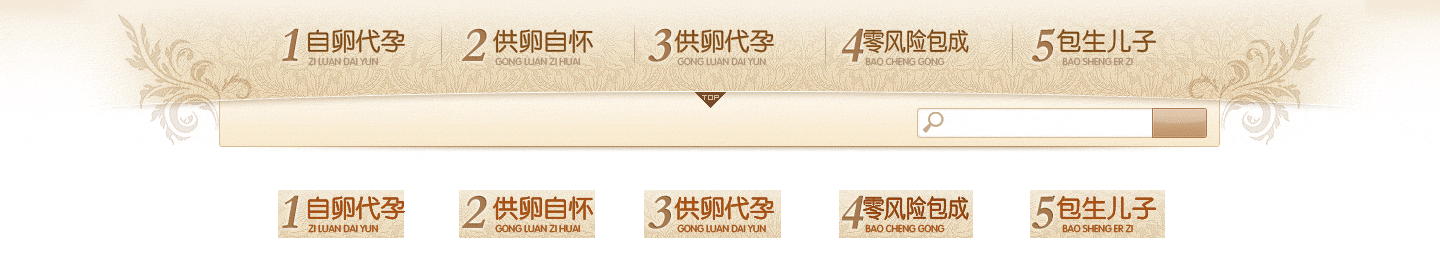 1 自卵代孕
ZI LUAN DAI YUN
2 供卵自怀
GONG LUAN ZI HUAI
3 供卵代孕
GONG LUAN DAI YUN
4 零风险包成
BAO CHENG GONG
5 包生儿子
BAO SHENG ER ZI
TOP
1 自卵代孕
ZI LUAN DAI YUN
2 供卵自怀
GONG LUAN ZI HUAI
3 供卵代孕
GONG LUAN DAI YUN
4 零风险包成
BAO CHENG GONG
5 包生儿子
BAO SHENG ER ZI